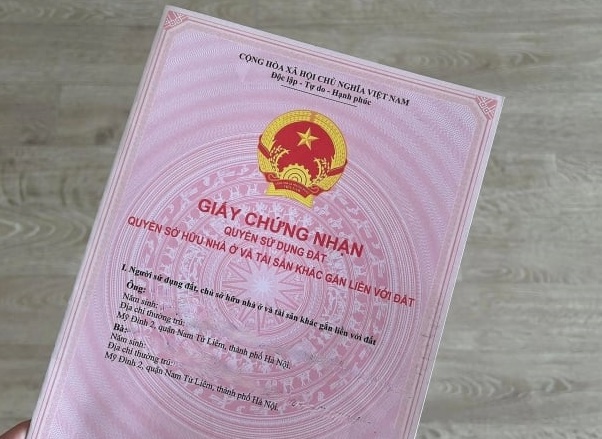 CỘNG HÒA XÃ HỘI CHỦ NGHĨA VIỆT NAM
Độc lập - Tự do - Hạnh phúc
GIẤY CHỨNG NHẬN
QUYỀN SỬ DỤNG ĐẤT
QUYỀN SỞ HỮU NHÀ Ở VÀ TÀI SẢN KHÁC GẮN LIỀN VỚI ĐẤT
I. Người sử dụng đất, chủ sở hữu nhà ở và tài sản khác gắn liền với đất
Ông:
Năm sinh:
Địa chỉ thường trú:
Mỹ Đình 2, quận Nam Từ Liêm, thành phố Hà Nội.
Bà:
Năm sinh:
Địa chỉ thường trú:
Mỹ Đình 2, quận Nam Từ Liêm, thành phố Hà Nội.